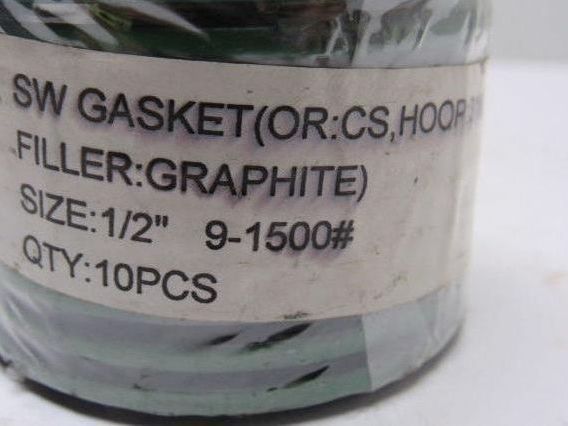 SW GASKET(OR:CS,HOOP
FILLER:GRAPHITE)
SIZE:1/2" 9-1500#
QTY:10PCS